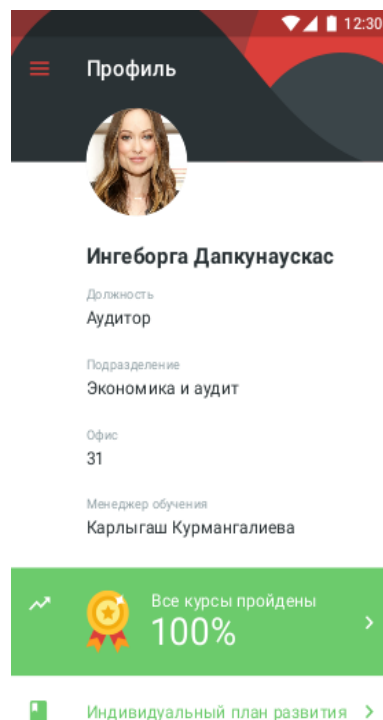 12:30
Профиль
Ингеборга Дапкунаускас
Должность
Аудитор
Подразделение
Экономика и аудит
Офис
31
Менеджер обучения
Карлыгаш Курмангалиева
Все курсы пройдены
100%
Индивидуальный план развития